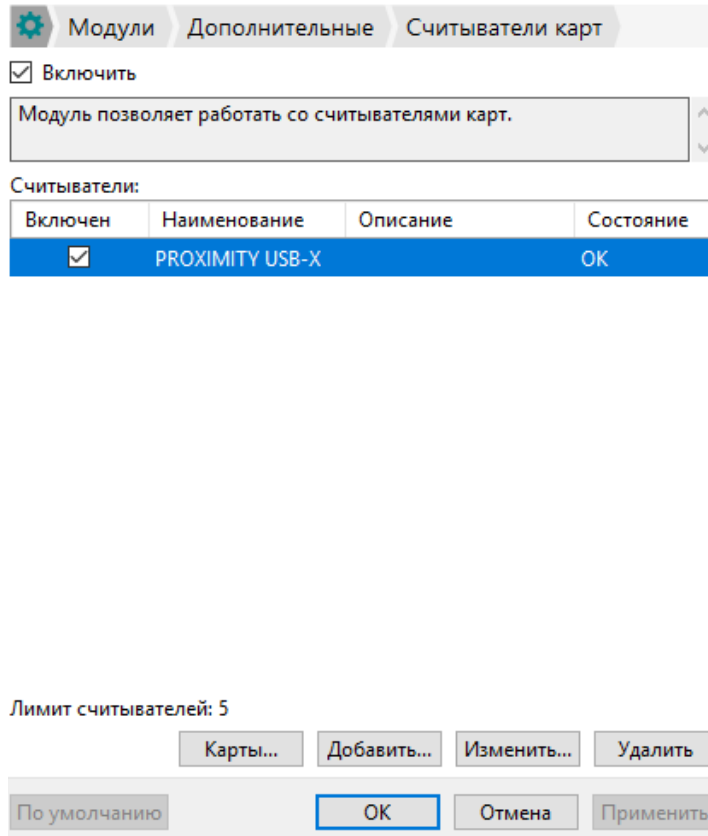 Модули Дополнительные Считыватели карт
Включить
Модуль позволяет работать со считывателями карт.
Считыватели:
Включен Наименование Описание Состояние
PROXIMITY USB-X OK
Лимит считывателей: 5
Карты... Добавить... Изменить... Удалить
По умолчанию OK Отмена Применить